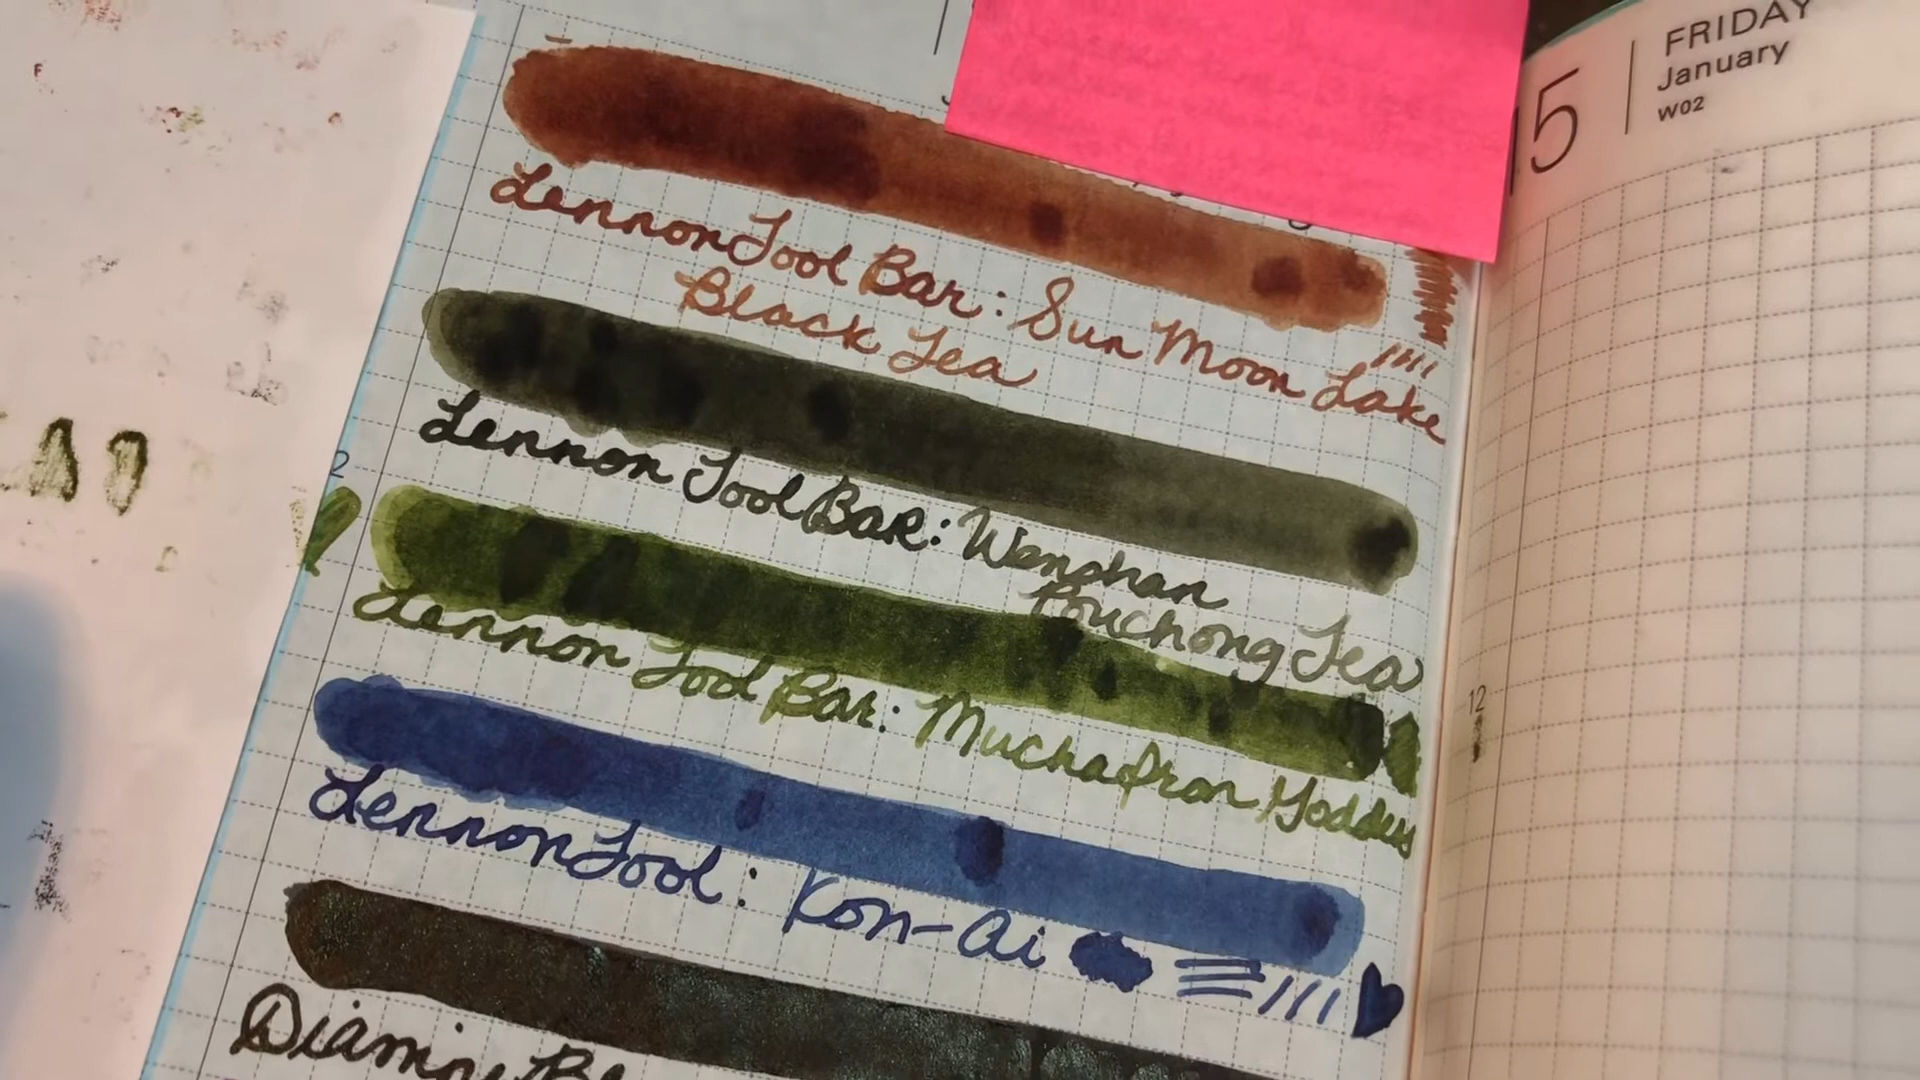 15
FRIDAY
January
W02
Lennon Tool Bar: Sun Moon Lake
Black Tea
Lennon Tool Bar: Wenshan
Pouchong Tea
2
Lennon Tool Bar: Muchafron Goddess
12
Lennon Tool: Kon-Ai